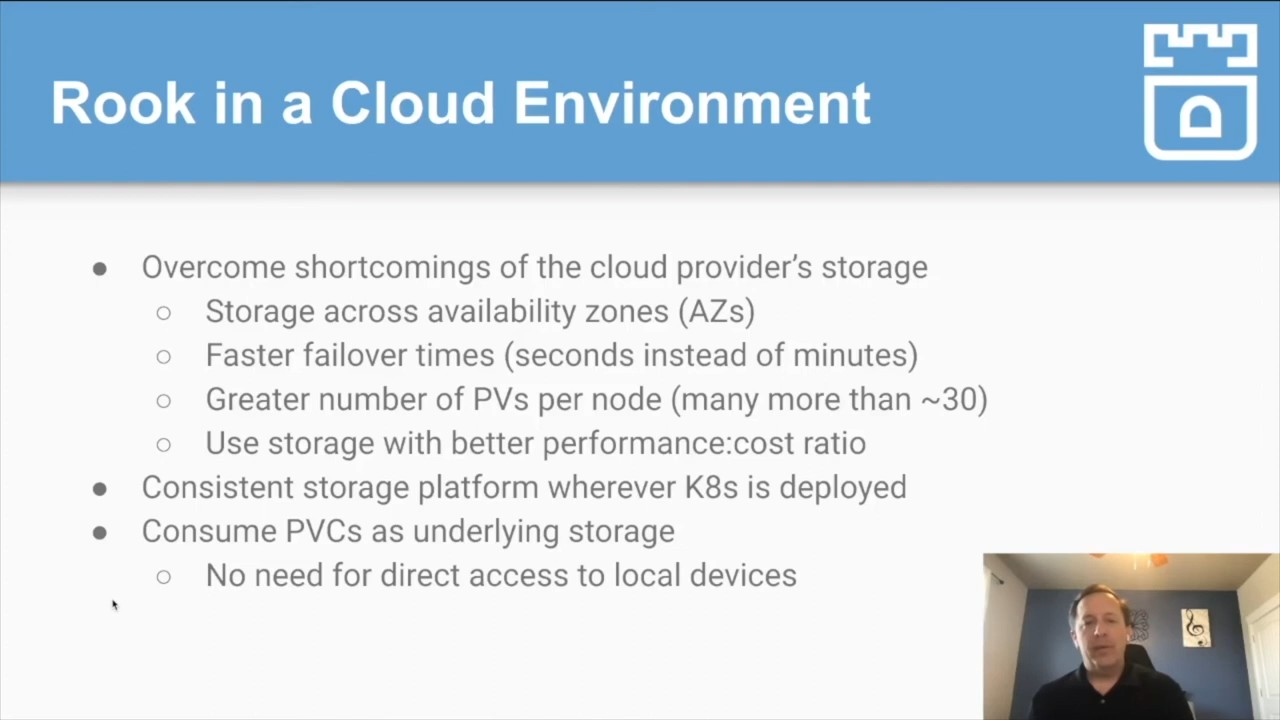 Rook in a Cloud Environment
● Overcome shortcomings of the cloud provider's storage
○ Storage across availability zones (AZs)
○ Faster failover times (seconds instead of minutes)
○ Greater number of PVs per node (many more than ~30)
○ Use storage with better performance:cost ratio
● Consistent storage platform wherever K8s is deployed
● Consume PVCs as underlying storage
○ No need for direct access to local devices